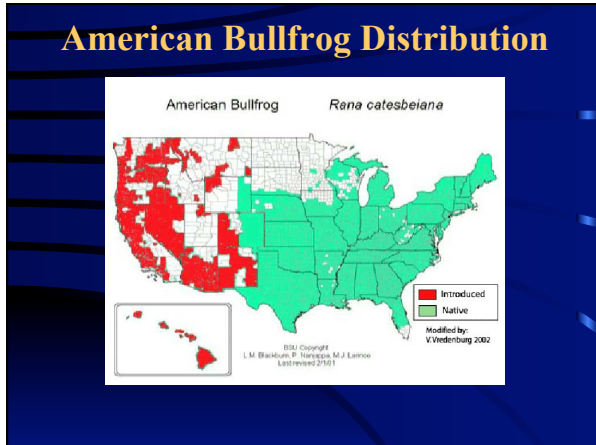 American Bullfrog Distribution
American Bullfrog Rana catesbeiana
Introduced
Native
Modified by:
V.Vredenburg 2002
BSU Copyright
L.M. Blackburn, P. Nanjappa, M.J. Lannoo
Last revised 2/1/01